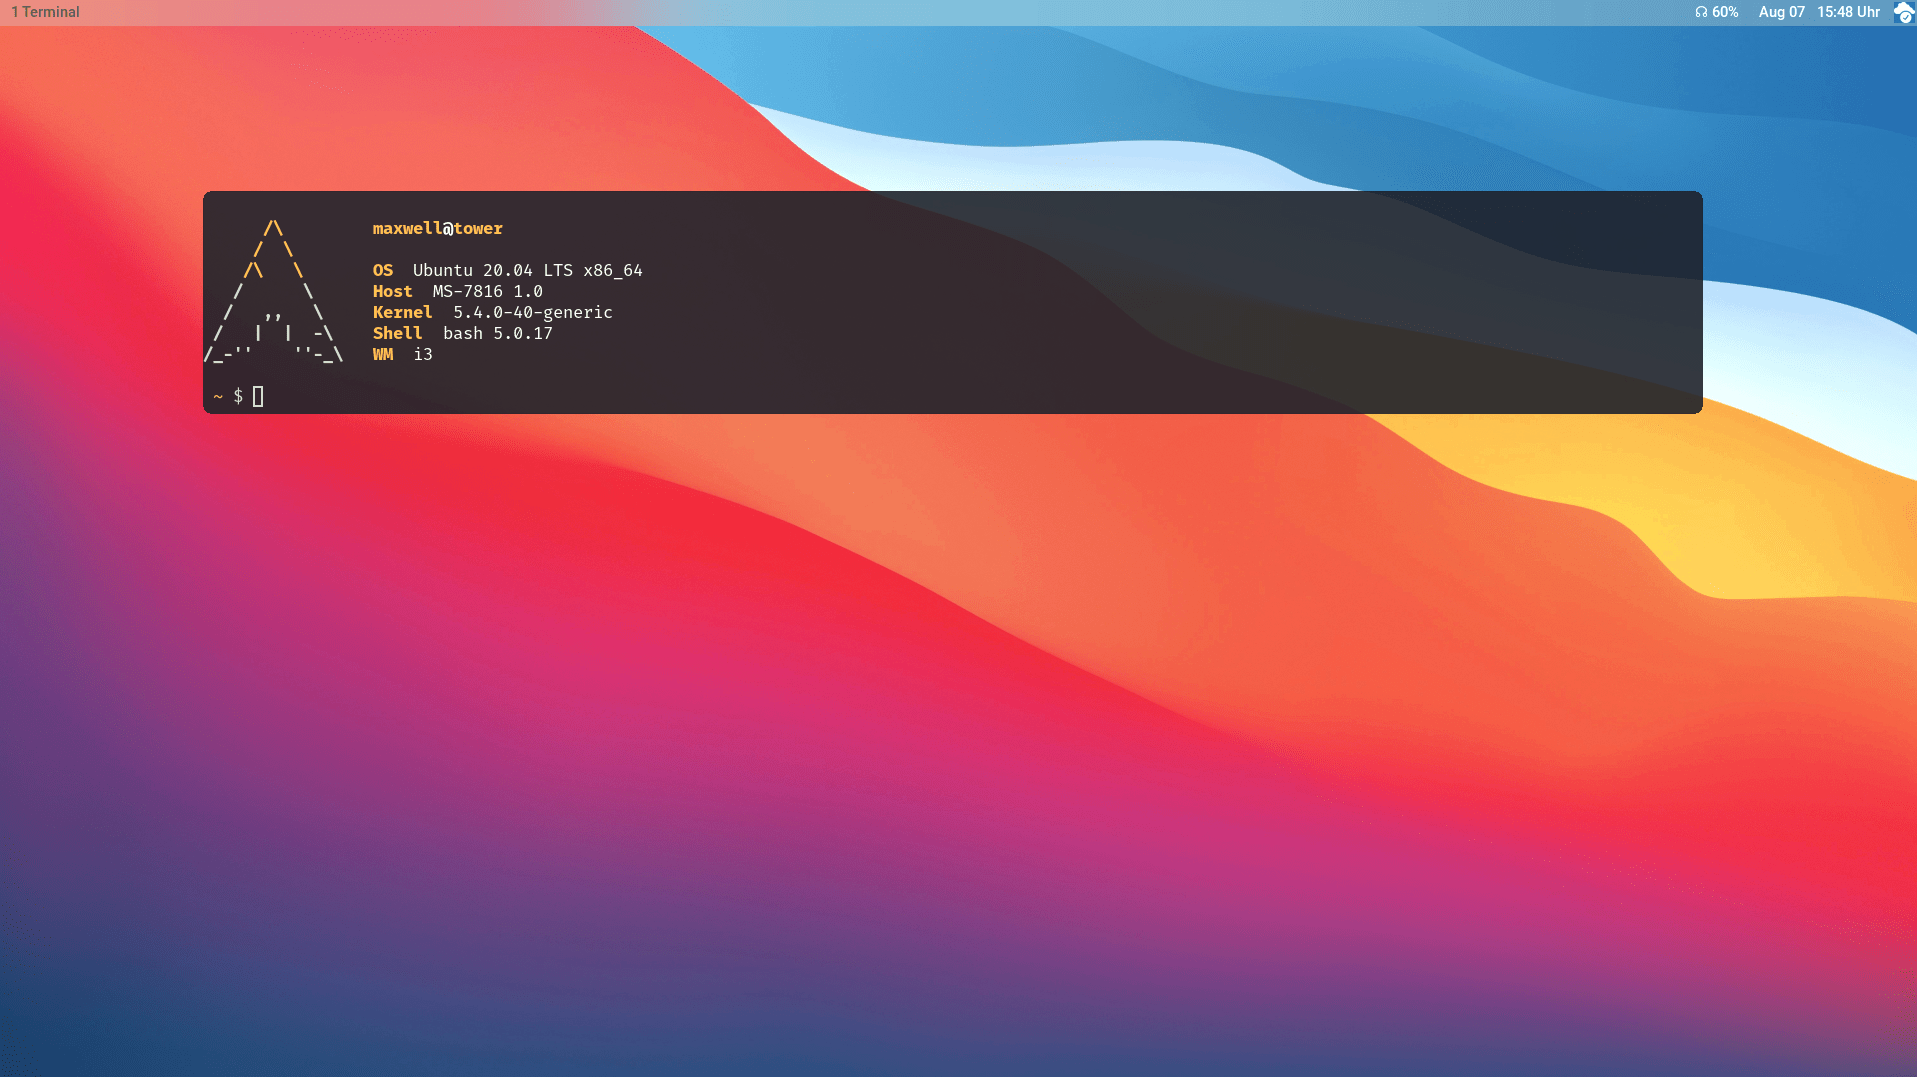 1 Terminal
60% Aug 07 15:48 Uhr
maxwell@tower
OS Ubuntu 20.04 LTS x86_64
Host MS-7816 1.0
Kernel 5.4.0-40-generic
Shell bash 5.0.17
WM i3
~ $